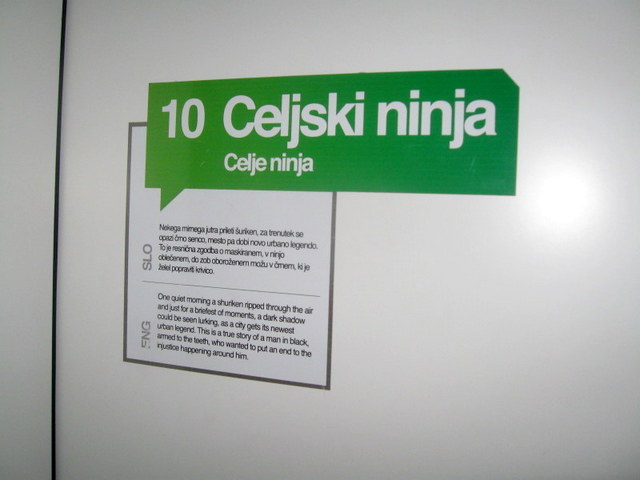 10 Celjski ninja
Celje ninja
SLO
Nekega mirnega jutra prileti šuriken, za trenutek se
opazi črno senco, mesto pa dobi novo urbano legendo.
To je resnična zgodba o maskiranem, v ninjo
oblečenem, do zob oboroženem možu v črnem, ki je
želel popraviti krivico.
ENG
One quiet morning a shuriken ripped through the air
and just for a briefest of moments, a dark shadow
could be seen lurking, as a city gets its newest
urban legend. This is a true story of a man in black,
armed to the teeth, who wanted to put an end to the
injustice happening around him.